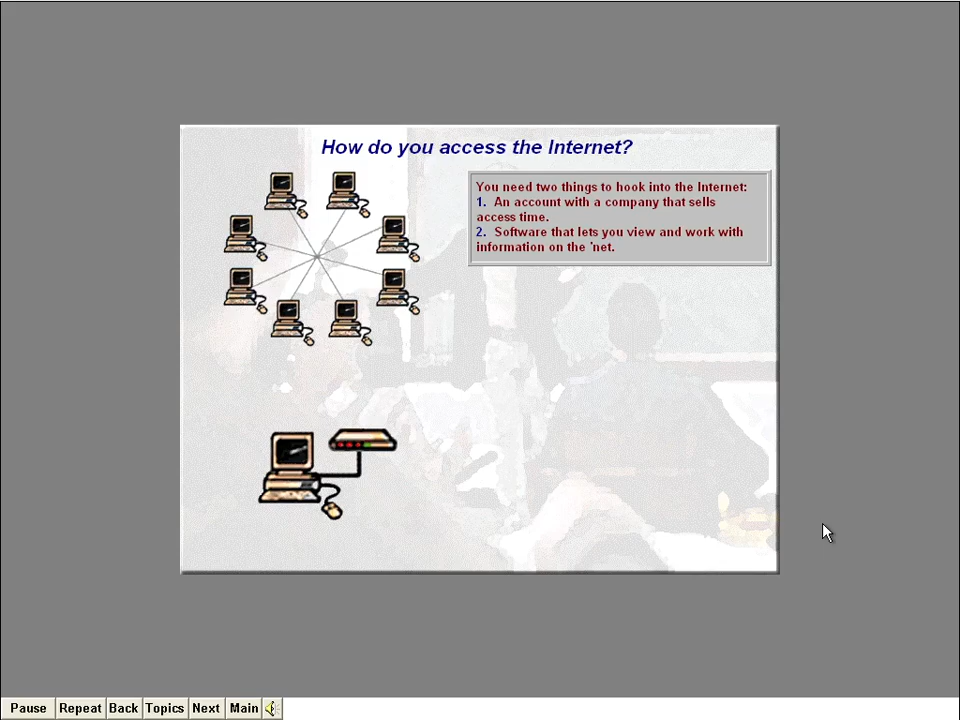 How do you access the Internet?
You need two things to hook into the Internet:
1. An account with a company that sells
access time.
2. Software that lets you view and work with
information on the 'net.
Pause Repeat Back Topics Next Main